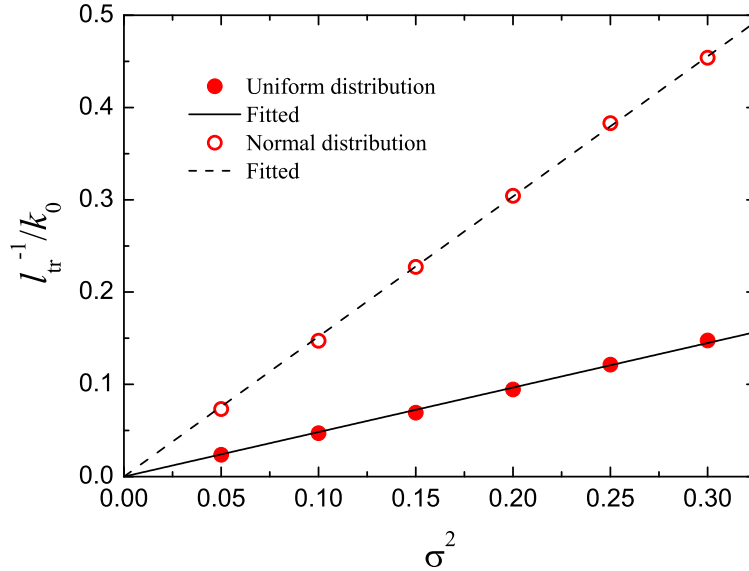 0.5
0.4
0.3
0.2
0.1
0.0
l_tr^-1/k_0
Uniform distribution
Fitted
Normal distribution
Fitted
0.00 0.05 0.10 0.15 0.20 0.25 0.30
σ^2